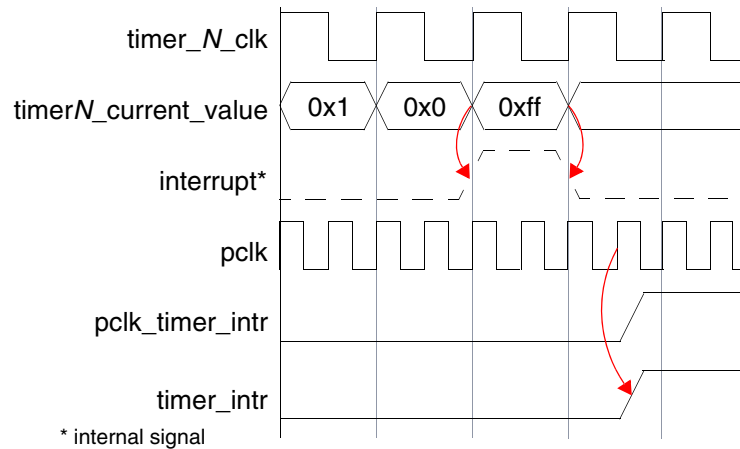 timer_N_clk
timerN_current_value 0x1 0x0 0xff
interrupt*
pclk
pclk_timer_intr
timer_intr
* internal signal